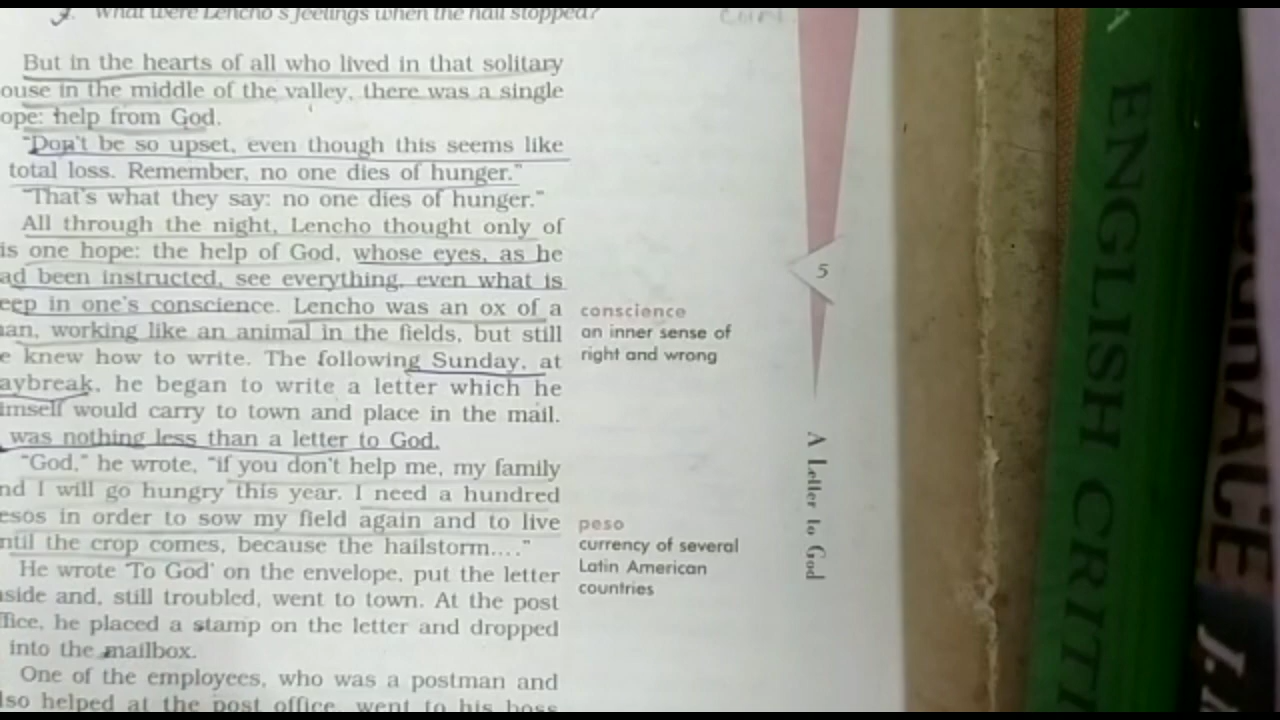 What were Lencho's feelings when the hail stopped?
But in the hearts of all who lived in that solitary
ouse in the middle of the valley, there was a single
ope: help from God.
"Don't be so upset, even though this seems like
total loss. Remember, no one dies of hunger."
"That's what they say: no one dies of hunger."
All through the night, Lencho thought only of
is one hope: the help of God, whose eyes, as he
ad been instructed, see everything, even what is
eep in one's conscience. Lencho was an ox of a
an, working like an animal in the fields, but still
e knew how to write. The following Sunday, at
aybreak, he began to write a letter which he
imself would carry to town and place in the mail.
was nothing less than a letter to God.
"God," he wrote, "if you don't help me, my family
nd I will go hungry this year. I need a hundred
esos in order to sow my field again and to live
ntil the crop comes, because the hailstorm...."
He wrote 'To God' on the envelope, put the letter
nside and, still troubled, went to town. At the post
ffice, he placed a stamp on the letter and dropped
into the mailbox.
One of the employees, who was a postman and
lso helped at the post office, went to his boss
conscience
an inner sense of
right and wrong
peso
currency of several
Latin American
countries
5
A Letter to God
A
ENGLISH CRITI